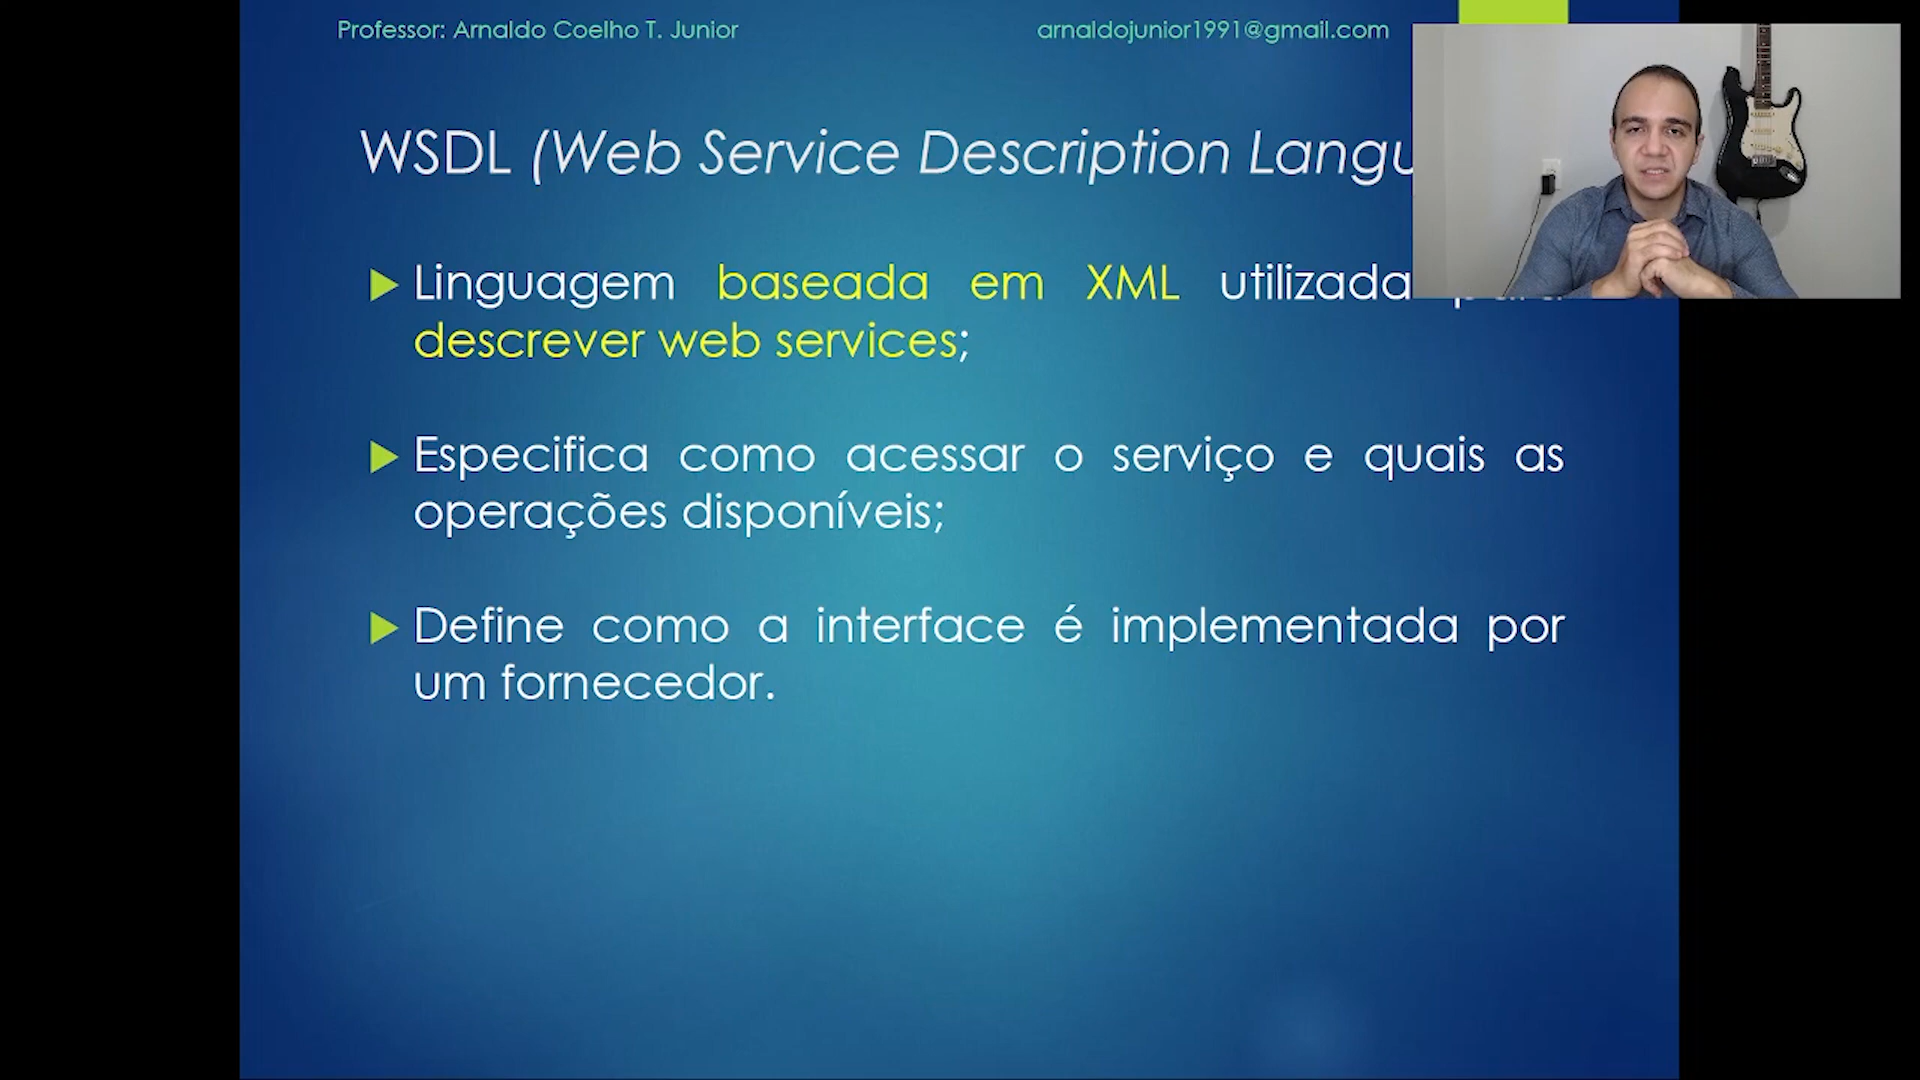 Professor: Arnaldo Coelho T. Junior arnaldojunior1991@gmail.com
WSDL (Web Service Description Langu
Linguagem baseada em XML utilizada
descrever web services;
Especifica como acessar o serviço e quais as
operações disponíveis;
Define como a interface é implementada por
um fornecedor.